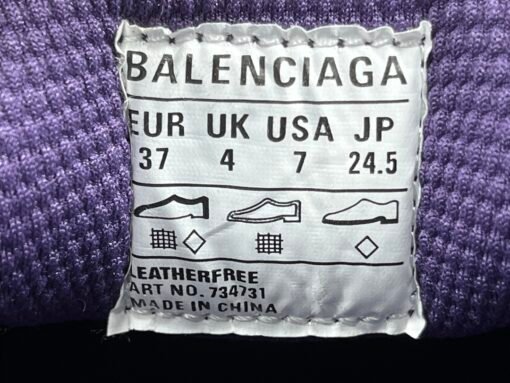 BALENCIAGA
EUR UK USA JP
37 4 7 24.5
LEATHERFREE
ART NO. 734731
MADE IN CHINA